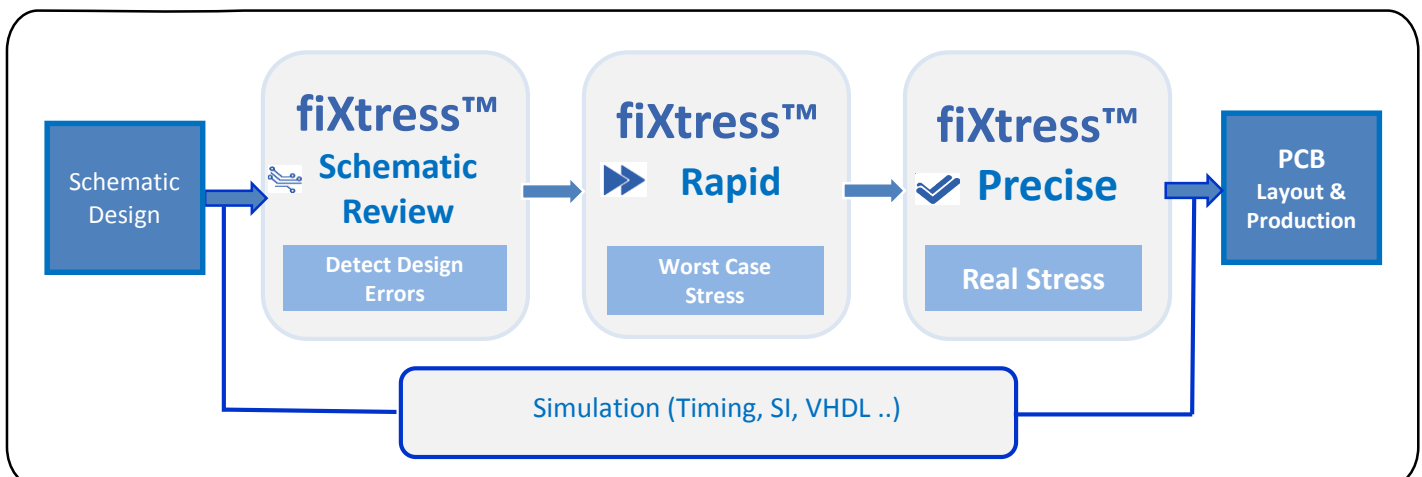 Schematic
Design
fiXtress™
Schematic
Review
Detect Design
Errors
fiXtress™
Rapid
Worst Case
Stress
fiXtress™
Precise
Real Stress
PCB
Layout &
Production
Simulation (Timing, SI, VHDL ..)